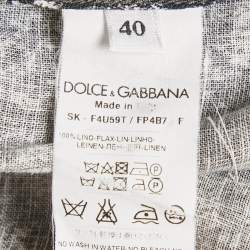 40
DOLCE & GABBANA
Made in
SK - F4U59T / FP4B7 F
100%LINO-FLAX-LIN-LINHO-
LEINEN-
NO WASH IN WATER-NO BLEACH-